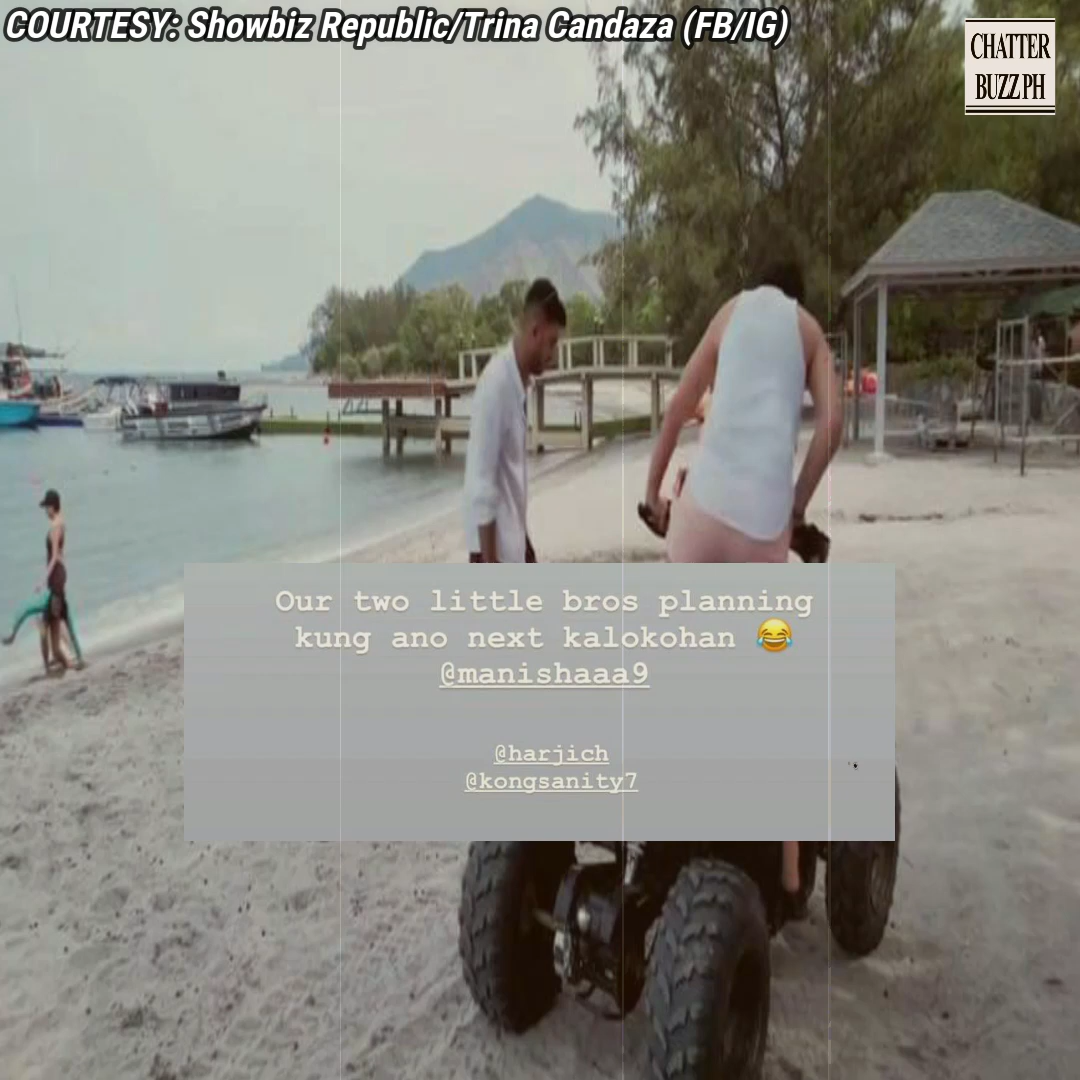 COURTESY: Showbiz Republic/Trina Candaza (FB/IG)
CHATTER
BUZZ PH
Our two little bros planning
kung ano next kalokohan 😂
@manishaaa9
@harjich
@kongsanity7